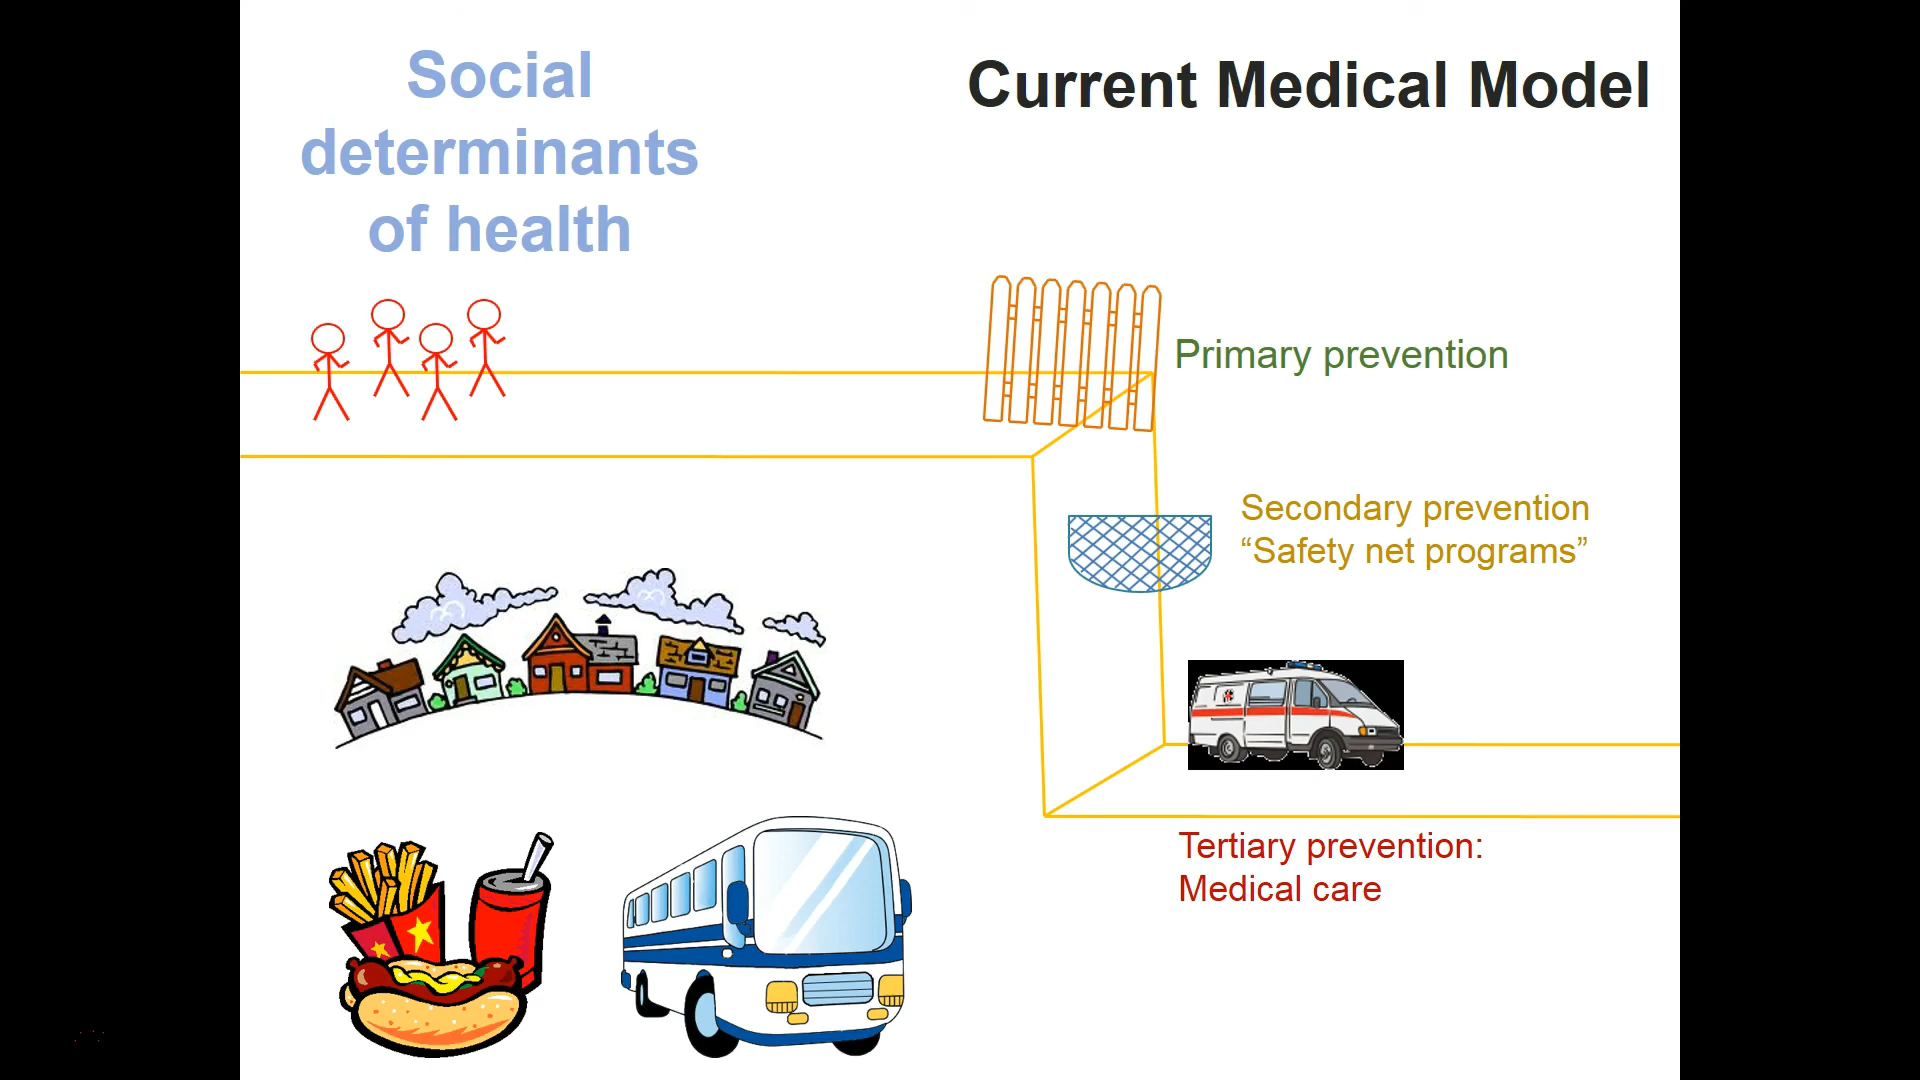 Social
determinants
of health
Current Medical Model
Primary prevention
Secondary prevention
“Safety net programs”
Tertiary prevention:
Medical care